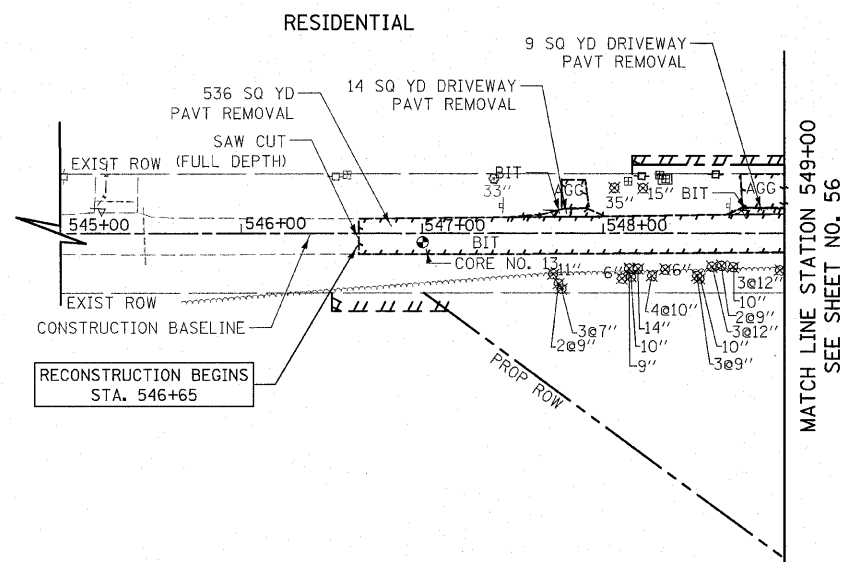 RESIDENTIAL
9 SQ YD DRIVEWAY
PAVT REMOVAL
536 SQ YD
PAVT REMOVAL
14 SQ YD DRIVEWAY
PAVT REMOVAL
SAW CUT
(FULL DEPTH)
EXIST ROW
BIT
AGG
33''
35''
15''
BIT
AGG
545+00
546+00
547+00
548+00
BIT
CORE NO. 13
EXIST ROW
CONSTRUCTION BASELINE
11''
6''
6''
3@12''
10''
2@9''
3@12''
10''
3@9''
4@10''
14''
10''
9''
3@7''
2@9''
RECONSTRUCTION BEGINS
STA. 546+65
PROP ROW
MATCH LINE STATION 549+00
SEE SHEET NO. 56